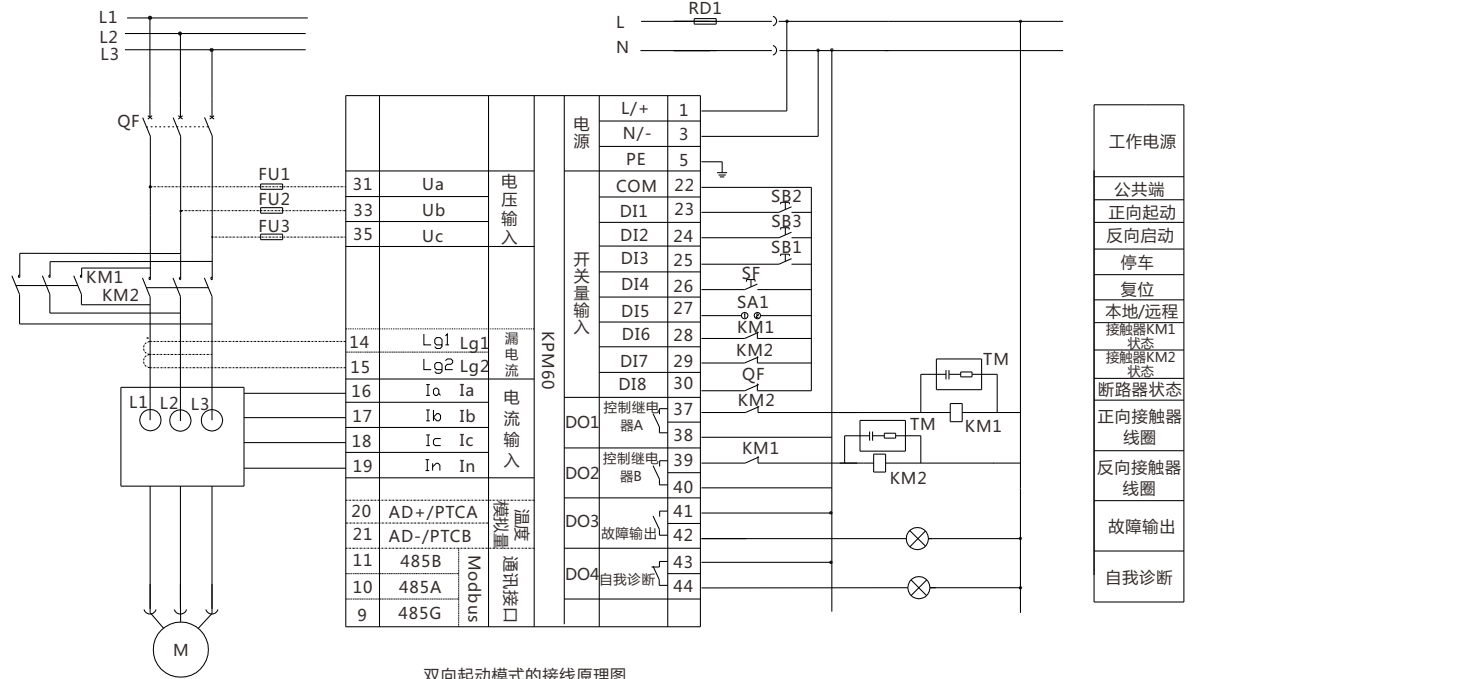 L1
L2
L3
QF
FU1
FU2
FU3
KM1
KM2
L1 L2 L3
M
31 Ua
33 Ub
35 Uc
电压输入
14 Lg1 Lg1
15 Lg2 Lg2
漏电流
16 Ia Ia
17 Ib Ib
18 Ic Ic
19 In In
电流输入
20 AD+/PTCA
21 AD-/PTCB
温度
模拟量
11 485B
10 485A
9 485G
Modbus
通讯接口
KPM60
电源
L/+ 1
N/- 3
PE 5
开关量输入
COM 22
DI1 23
DI2 24
DI3 25
DI4 26
DI5 27
DI6 28
DI7 29
DI8 30
DO1
控制继电
器A
37
38
DO2
控制继电
器B
39
40
DO3
故障输出
41
42
DO4
自我诊断
43
44
L
N
RD1
SB2
SB3
SB1
SF
SA1
KM1
KM2
QF
KM2
TM
KM1
KM1
TM
KM2
工作电源
公共端
正向起动
反向启动
停车
复位
本地/远程
接触器KM1
状态
接触器KM2
状态
断路器状态
正向接触器
线圈
反向接触器
线圈
故障输出
自我诊断
双向起动模式的接线原理图